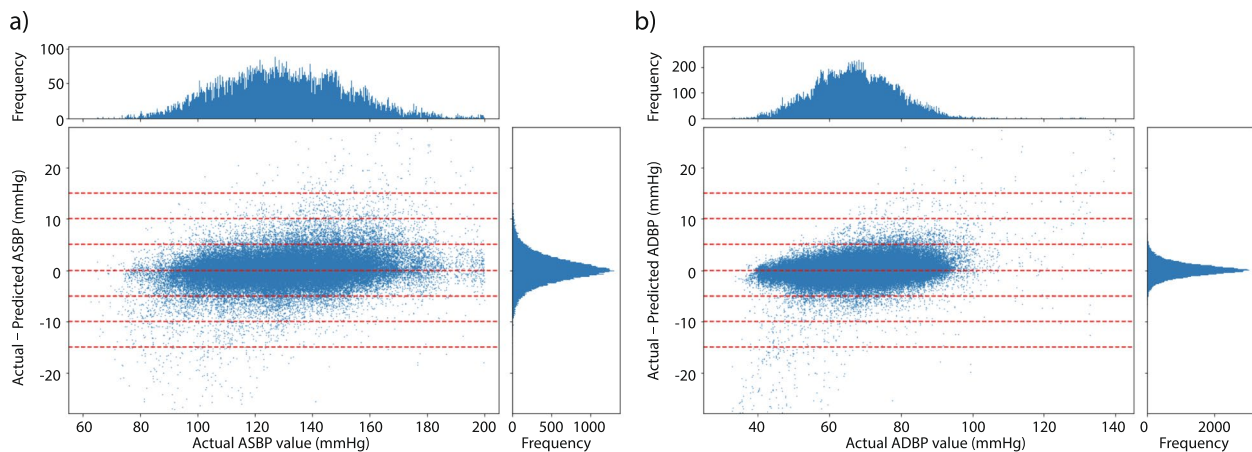 a)
Frequency
100
50
0
Actual – Predicted ASBP (mmHg)
20
10
0
-10
-20
60 80 100 120 140 160 180 200
Actual ASBP value (mmHg)
0 500 1000
Frequency
b)
Frequency
200
100
0
Actual – Predicted ADBP (mmHg)
20
10
0
-10
-20
40 60 80 100 120 140
Actual ADBP value (mmHg)
0 2000
Frequency